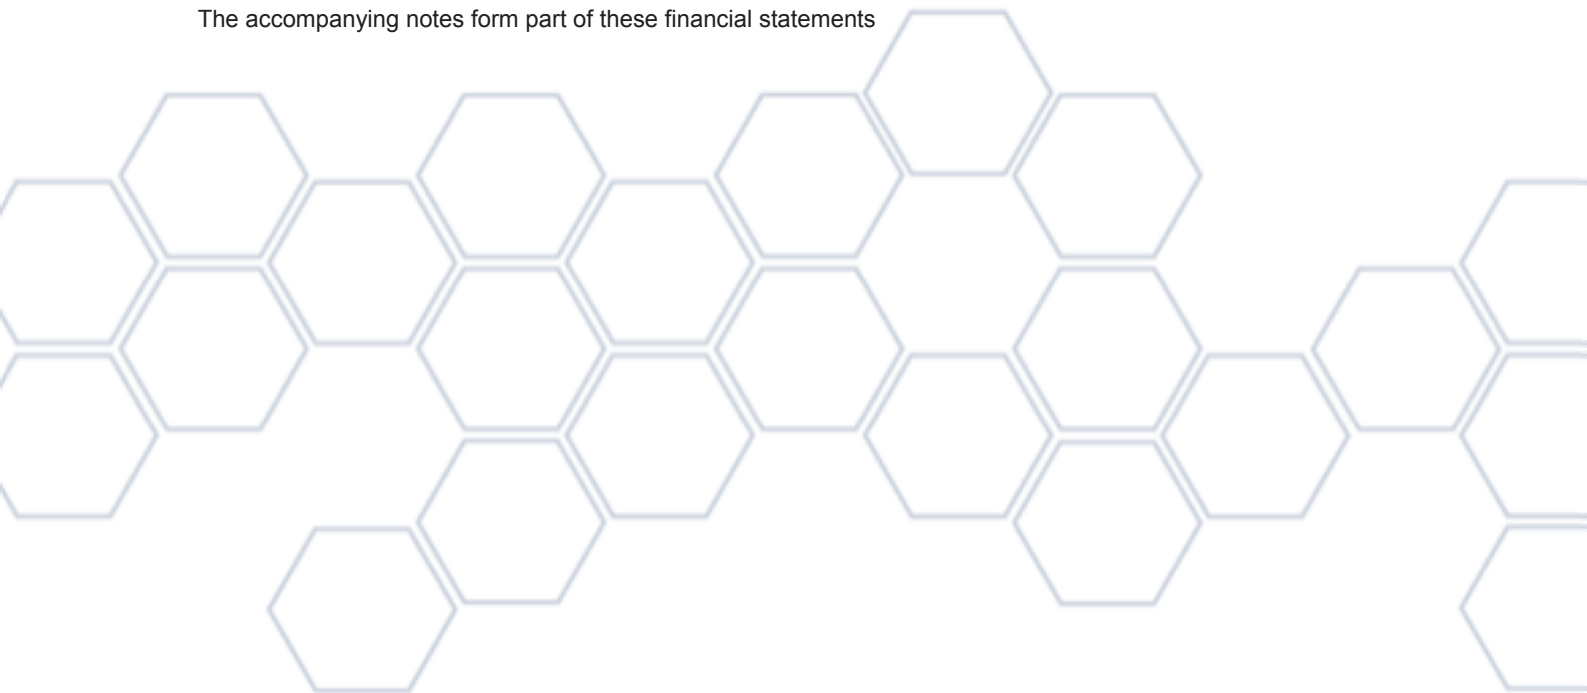 The accompanying notes form part of these financial statements